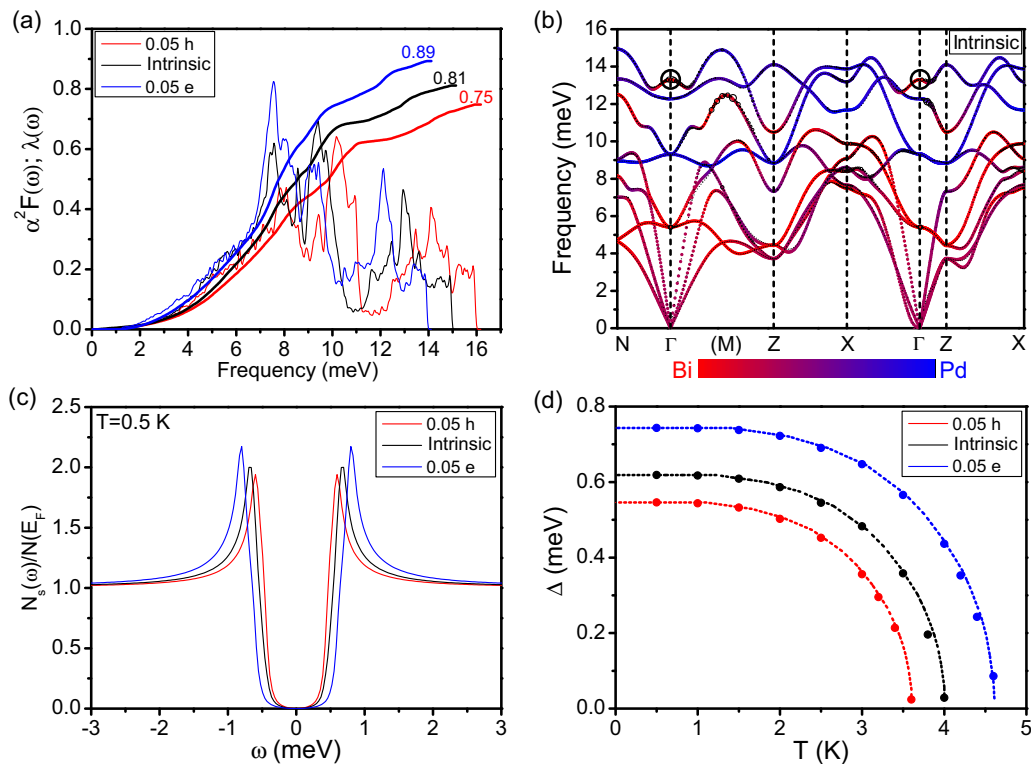 (a)
1.0
0.8
0.6
0.4
0.2
0.0
α²F(ω); λ(ω)
0.05 h
Intrinsic
0.05 e
0.89
0.81
0.75
0 2 4 6 8 10 12 14 16
Frequency (meV)
(b)
16
14
12
10
8
6
4
2
0
Frequency (meV)
Intrinsic
N Γ (M) Z X Γ Z X
Bi Pd
(c)
2.5
2.0
1.5
1.0
0.5
0.0
Nₛ(ω)/N(E_F)
T=0.5 K
0.05 h
Intrinsic
0.05 e
-3 -2 -1 0 1 2 3
ω (meV)
(d)
0.8
0.6
0.4
0.2
0.0
Δ (meV)
0.05 h
Intrinsic
0.05 e
0 1 2 3 4 5
T (K)